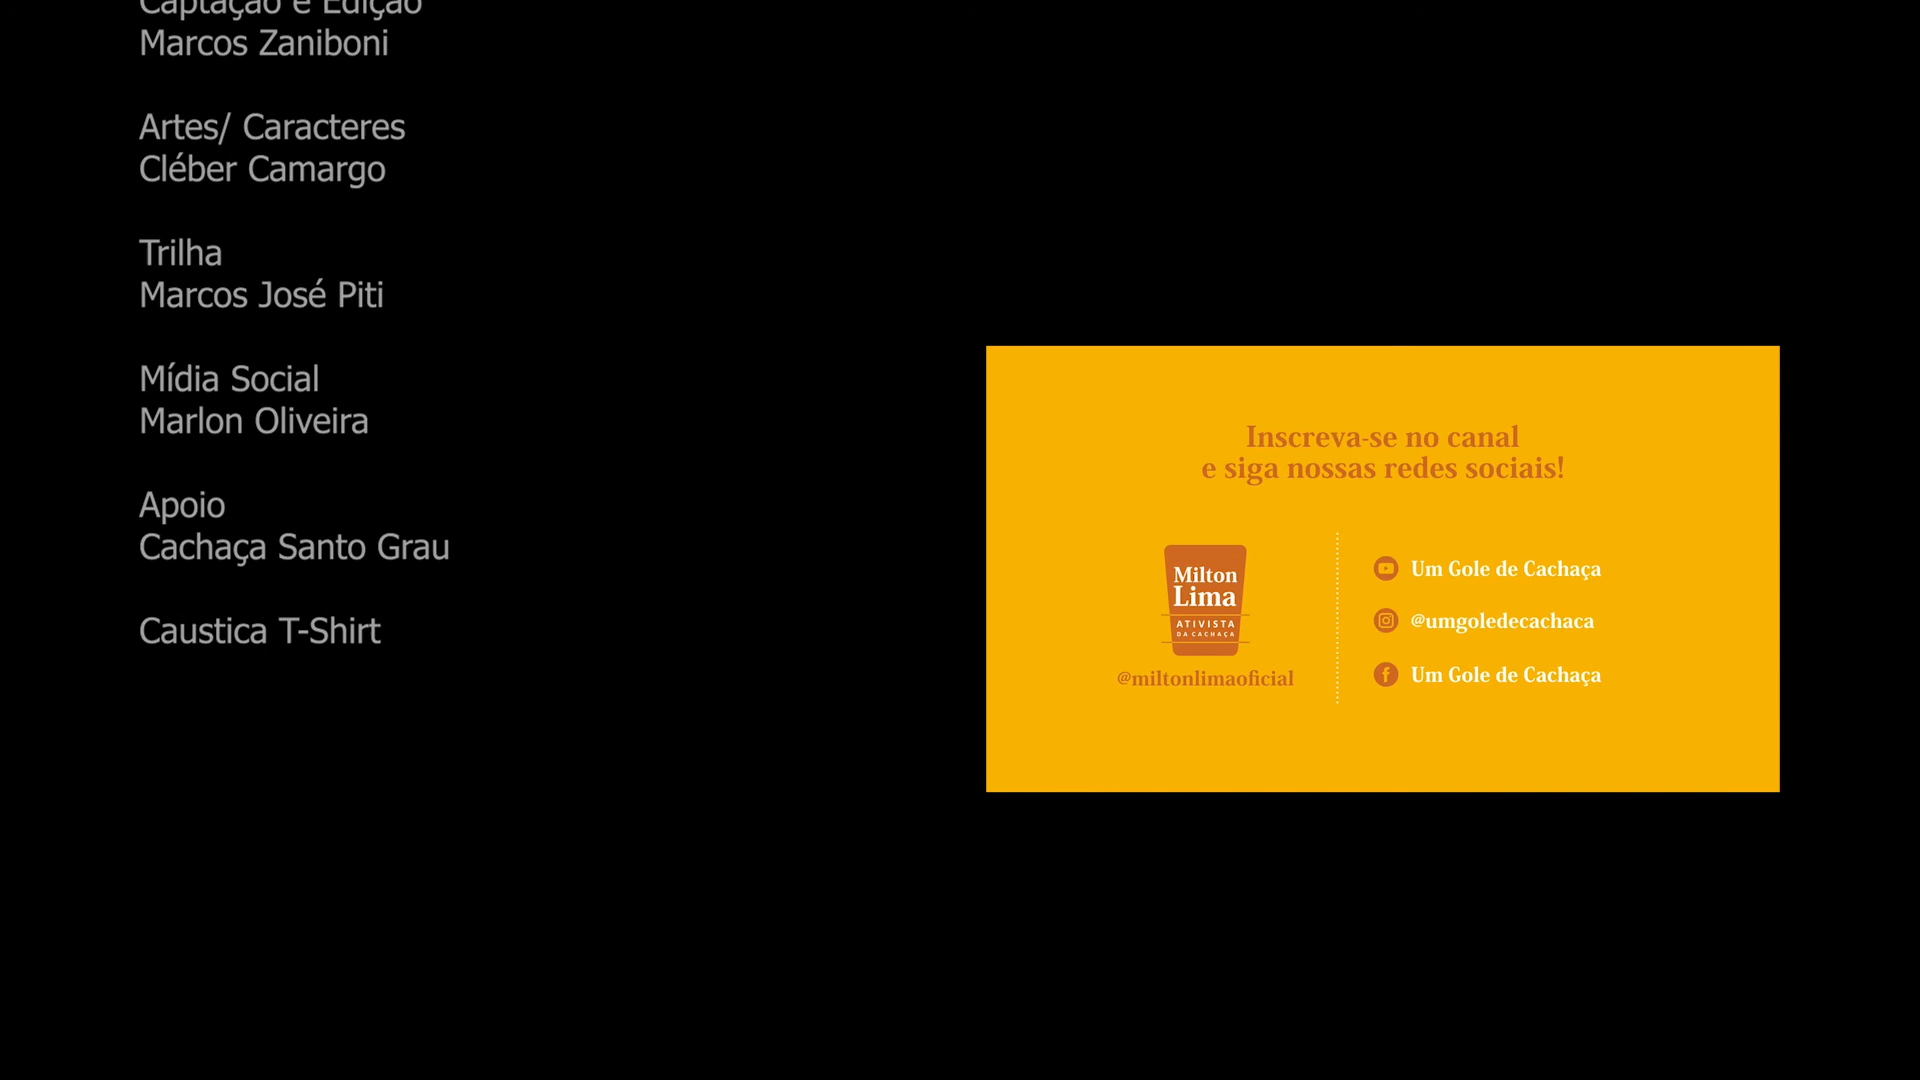 Captação e Edição
Marcos Zaniboni
Artes/ Caracteres
Cléber Camargo
Trilha
Marcos José Piti
Mídia Social
Marlon Oliveira
Apoio
Cachaça Santo Grau
Caustica T-Shirt
Inscreva-se no canal
e siga nossas redes sociais!
Milton
Lima
ATIVISTA
DA CACHAÇA
@miltonlimaoficial
Um Gole de Cachaça
@umgoledecachaca
Um Gole de Cachaça